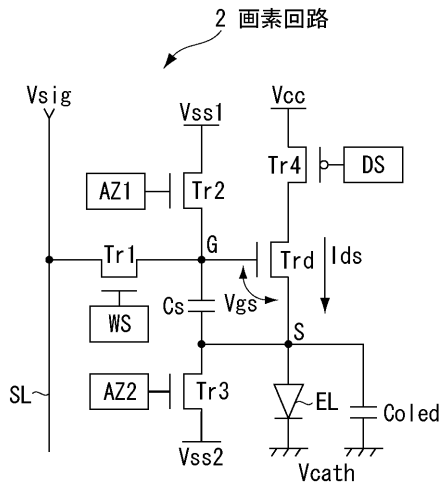 2 画素回路
Vsig
Vss1
Vcc
AZ1
Tr2
Tr4
DS
Tr1
G
Trd
Ids
WS
Cs
Vgs
S
SL
AZ2
Tr3
EL
Coled
Vss2
Vcath